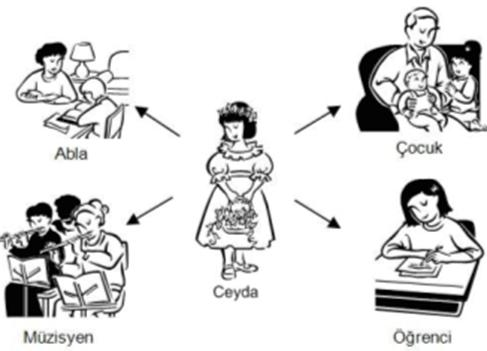 Abla
Çocuk
Ceyda
Müzisyen
Öğrenci